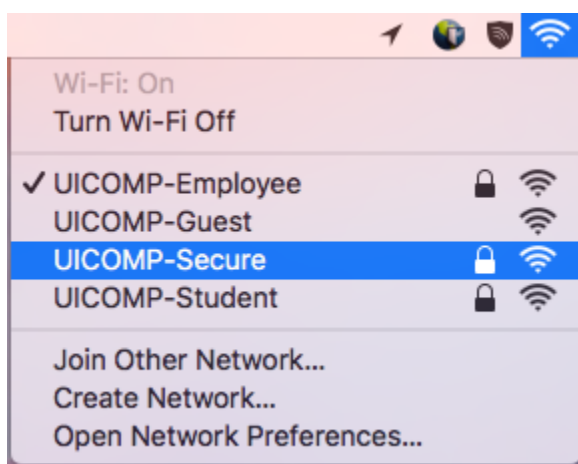 Wi-Fi: On
Turn Wi-Fi Off
✓ UICOMP-Employee
UICOMP-Guest
UICOMP-Secure
UICOMP-Student
Join Other Network...
Create Network...
Open Network Preferences...